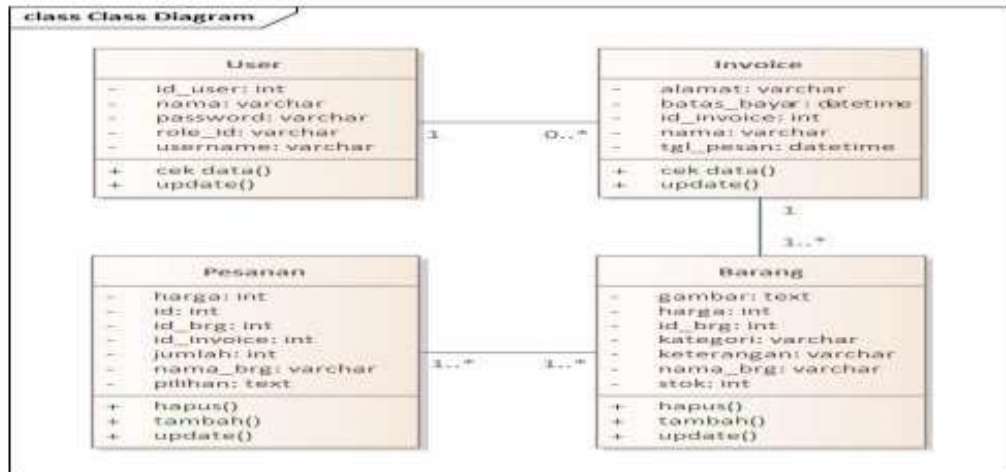 class Class Diagram
User
- id_user: int
- nama: varchar
- password: varchar
- role_id: varchar
- username: varchar
+ cek data()
+ update()
1
0..*
Invoice
- alamat: varchar
- batas_bayar: datetime
- id_invoice: int
- nama: varchar
- tgl_pesan: datetime
+ cek data()
+ update()
1
1..*
Pesanan
- harga: int
- id: int
- id_brg: int
- id_invoice: int
- jumlah: int
- nama_brg: varchar
- pilihan: text
+ hapus()
+ tambah()
+ update()
1..*
1..*
Barang
- gambar: text
- harga: int
- id_brg: int
- kategori: varchar
- keterangan: varchar
- nama_brg: varchar
- stok: int
+ hapus()
+ tambah()
+ update()